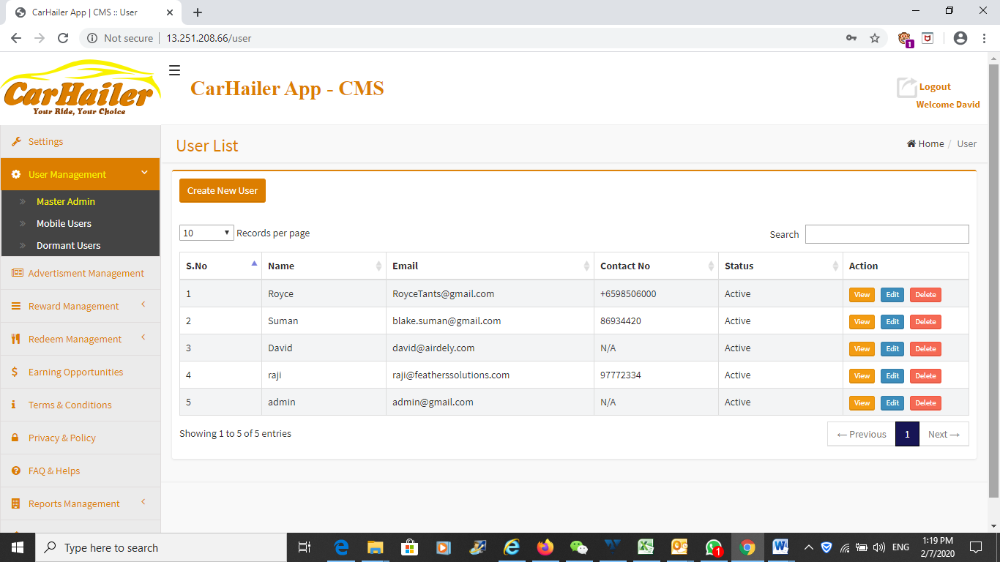 CarHailer App | CMS :: User
Not secure
13.251.208.66/user
1
CarHailer
Your Ride, Your Choice
CarHailer App - CMS
Logout
Welcome David
Settings
User Management
Master Admin
Mobile Users
Dormant Users
Advertisment Management
Reward Management
Redeem Management
Earning Opportunities
Terms & Conditions
Privacy & Policy
FAQ & Helps
Reports Management
User List
Home / User
Create New User
10 Records per page
Search
S.No Name Email Contact No Status Action
1 Royce RoyceTants@gmail.com +6598506000 Active View Edit Delete
2 Suman blake.suman@gmail.com 86934420 Active View Edit Delete
3 David david@airdely.com N/A Active View Edit Delete
4 raji raji@featherssolutions.com 97772334 Active View Edit Delete
5 admin admin@gmail.com N/A Active View Edit Delete
Showing 1 to 5 of 5 entries
← Previous 1 Next →
Type here to search
1
ENG
1:19 PM
2/7/2020